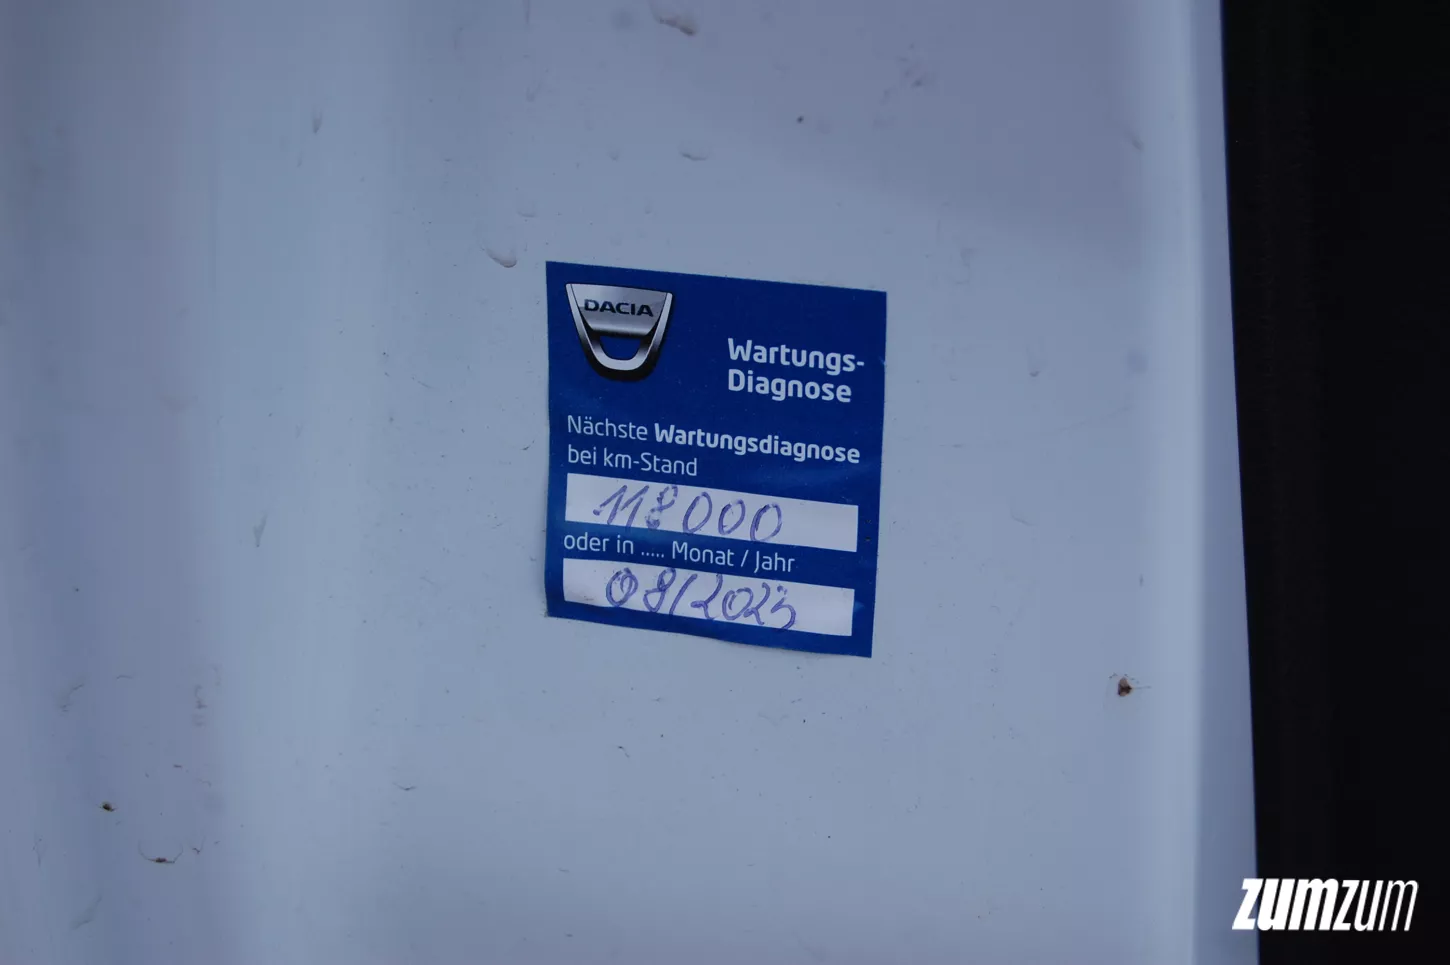 DACIA
Wartungs-
Diagnose
Nächste Wartungsdiagnose
bei km-Stand
118000
oder in ..... Monat / Jahr
08/2023
zumzum